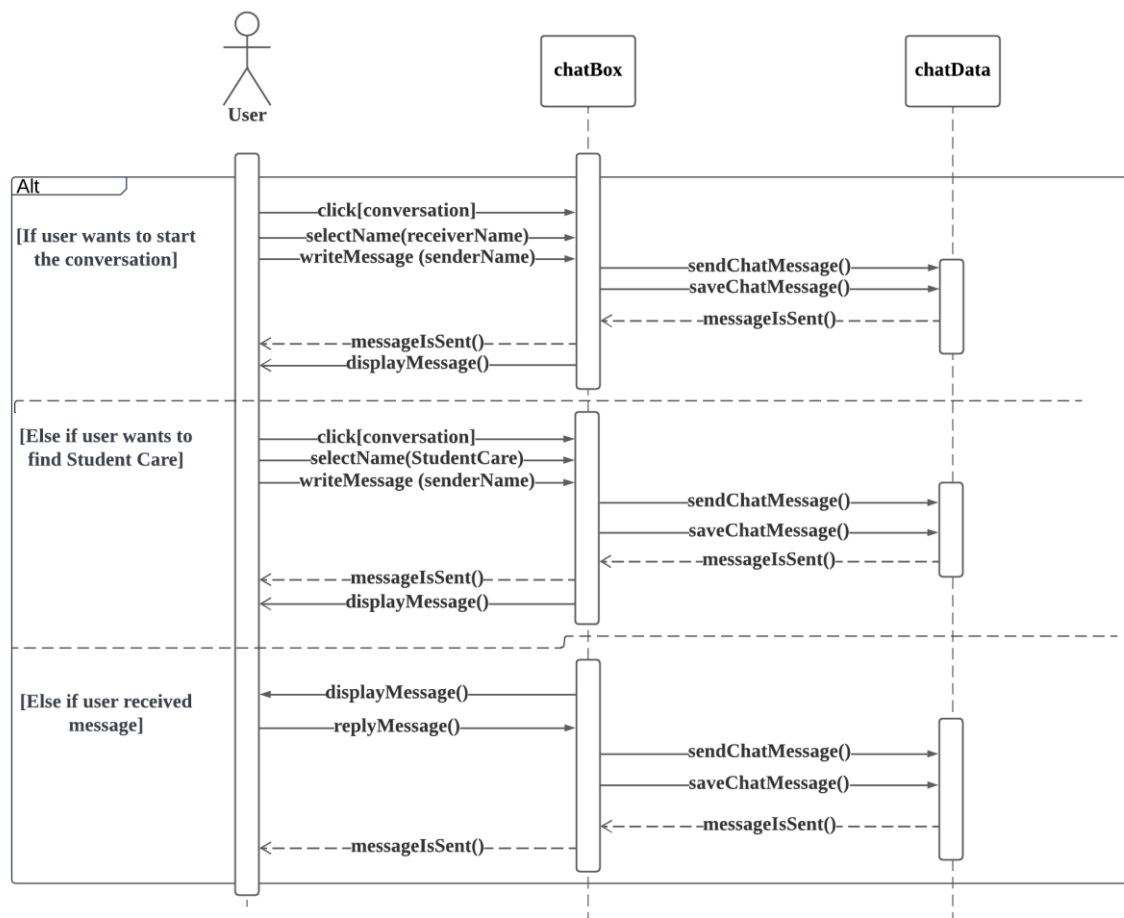 User
chatBox
chatData
Alt
[If user wants to start
the conversation]
click[conversation]
selectName(receiverName)
writeMessage (senderName)
sendChatMessage()
saveChatMessage()
messageIsSent()
messageIsSent()
displayMessage()
[Else if user wants to
find Student Care]
click[conversation]
selectName(StudentCare)
writeMessage (senderName)
sendChatMessage()
saveChatMessage()
messageIsSent()
messageIsSent()
displayMessage()
[Else if user received
message]
displayMessage()
replyMessage()
sendChatMessage()
saveChatMessage()
messageIsSent()
messageIsSent()